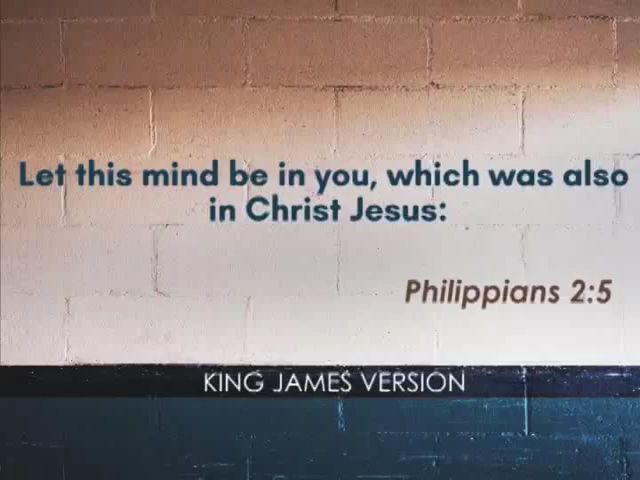 Let this mind be in you, which was also
in Christ Jesus:
Philippians 2:5
KING JAMES VERSION